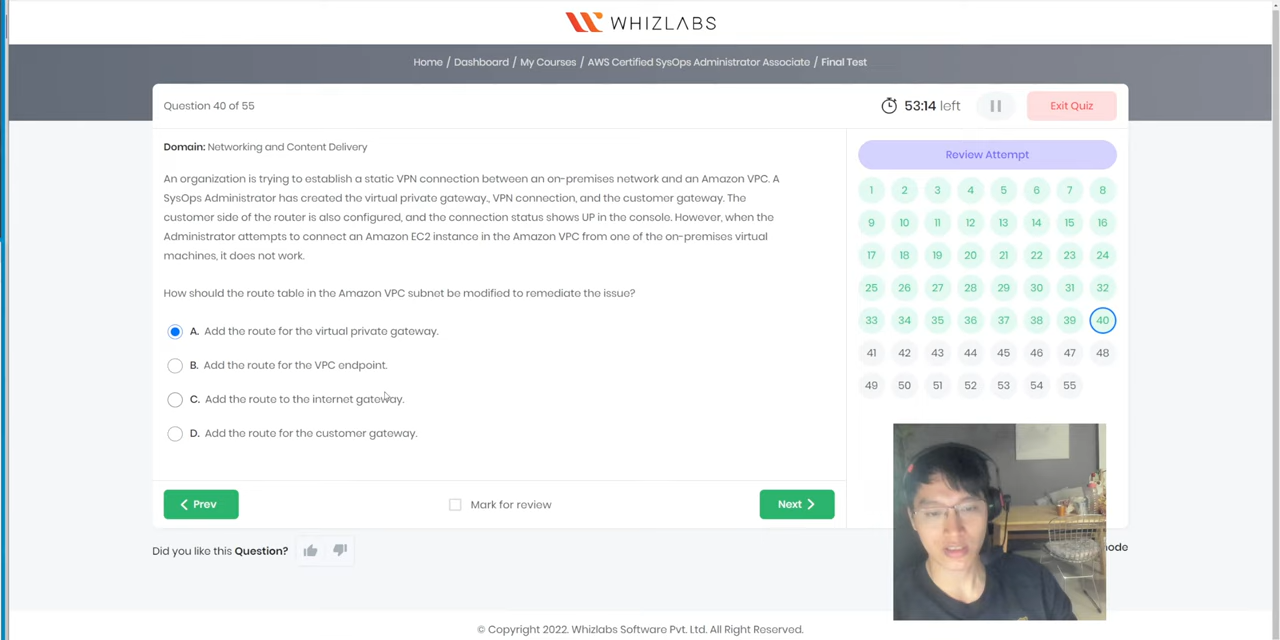 WHIZLABS
Home / Dashboard / My Courses / AWS Certified SysOps Administrator Associate / Final Test
Question 40 of 55
53:14 left
Exit Quiz
Domain: Networking and Content Delivery
An organization is trying to establish a static VPN connection between an on-premises network and an Amazon VPC. A
SysOps Administrator has created the virtual private gateway,, VPN connection, and the customer gateway. The
customer side of the router is also configured, and the connection status shows UP in the console. However, when the
Administrator attempts to connect an Amazon EC2 instance in the Amazon VPC from one of the on-premises virtual
machines, it does not work.
How should the route table in the Amazon VPC subnet be modified to remediate the issue?
A. Add the route for the virtual private gateway.
B. Add the route for the VPC endpoint.
C. Add the route to the internet gateway.
D. Add the route for the customer gateway.
Prev
Mark for review
Next
Review Attempt
1 2 3 4 5 6 7 8
9 10 11 12 13 14 15 16
17 18 19 20 21 22 23 24
25 26 27 28 29 30 31 32
33 34 35 36 37 38 39 40
41 42 43 44 45 46 47 48
49 50 51 52 53 54 55
Did you like this Question?
© Copyright 2022. Whizlabs Software Pvt. Ltd. All Right Reserved.